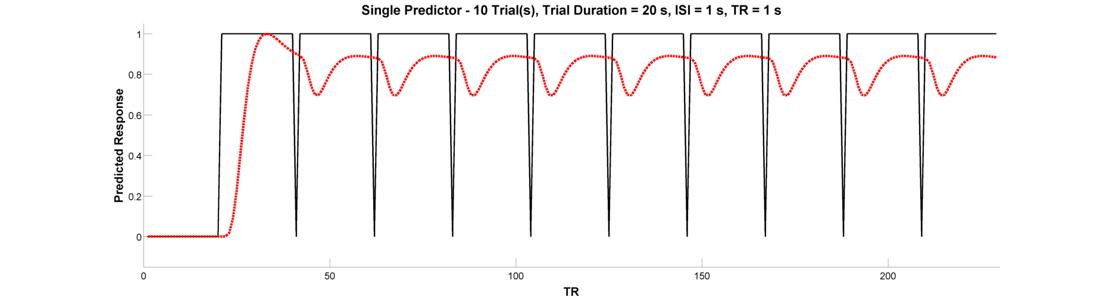 Single Predictor - 10 Trial(s), Trial Duration = 20 s, ISI = 1 s, TR = 1 s
Predicted Response
1
0.8
0.6
0.4
0.2
0
0 50 100 150 200
TR